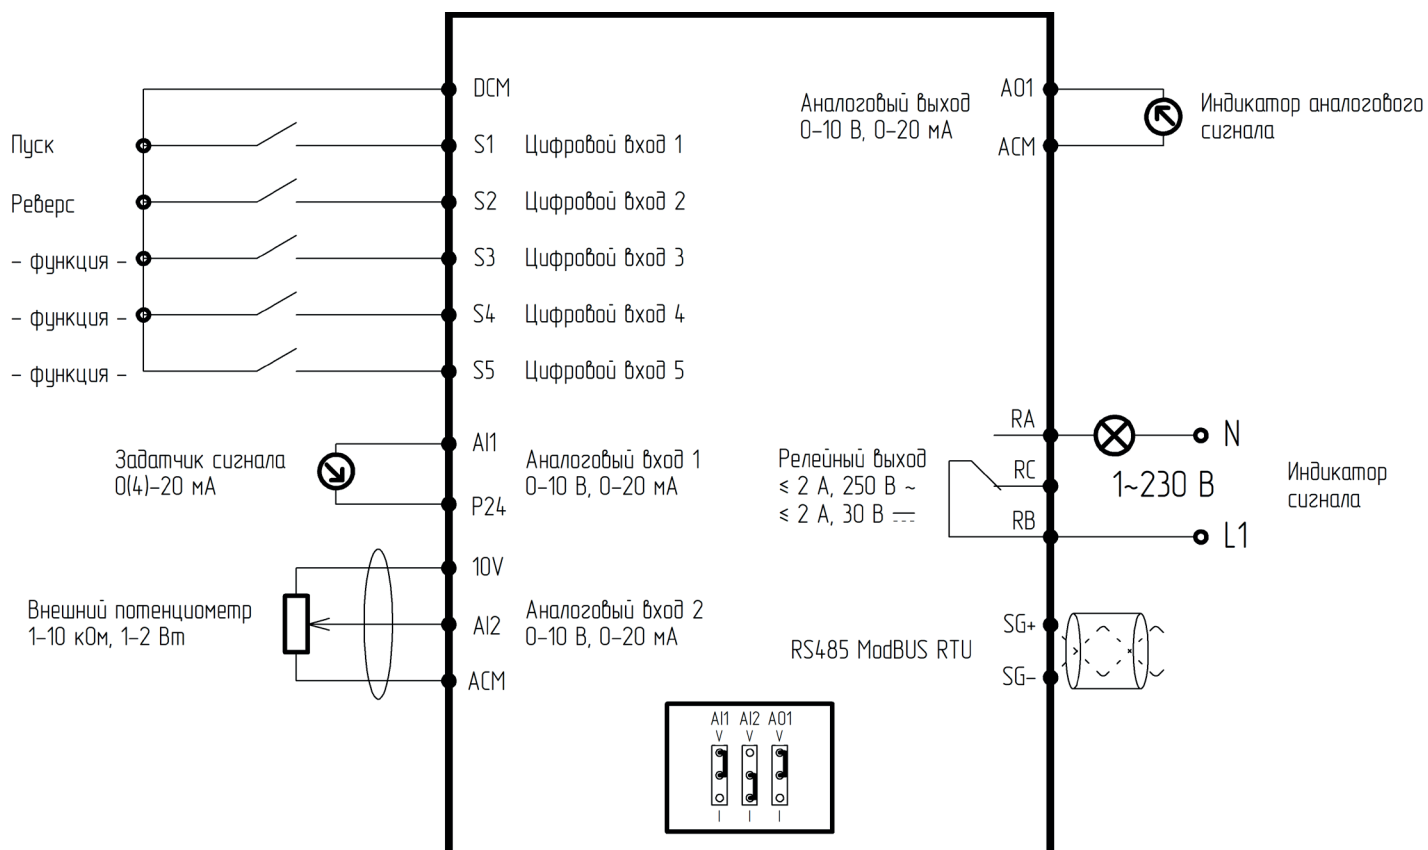 DCM
Пуск
S1 Цифровой вход 1
Реверс
S2 Цифровой вход 2
- функция -
S3 Цифровой вход 3
- функция -
S4 Цифровой вход 4
- функция -
S5 Цифровой вход 5
Задатчик сигнала
0(4)-20 мА
AI1
P24
Аналоговый вход 1
0-10 В, 0-20 мА
Внешний потенциометр
1-10 кОм, 1-2 Вт
10V
AI2
ACM
Аналоговый вход 2
0-10 В, 0-20 мА
Аналоговый выход
0-10 В, 0-20 мА
AO1
ACM
Индикатор аналогового
сигнала
Релейный выход
≤ 2 А, 250 В ~
≤ 2 А, 30 В ⎓
RA
RC
RB
N
1~230 В
L1
Индикатор
сигнала
RS485 ModBUS RTU
SG+
SG-
AI1 AI2 AO1
V V V
I I I